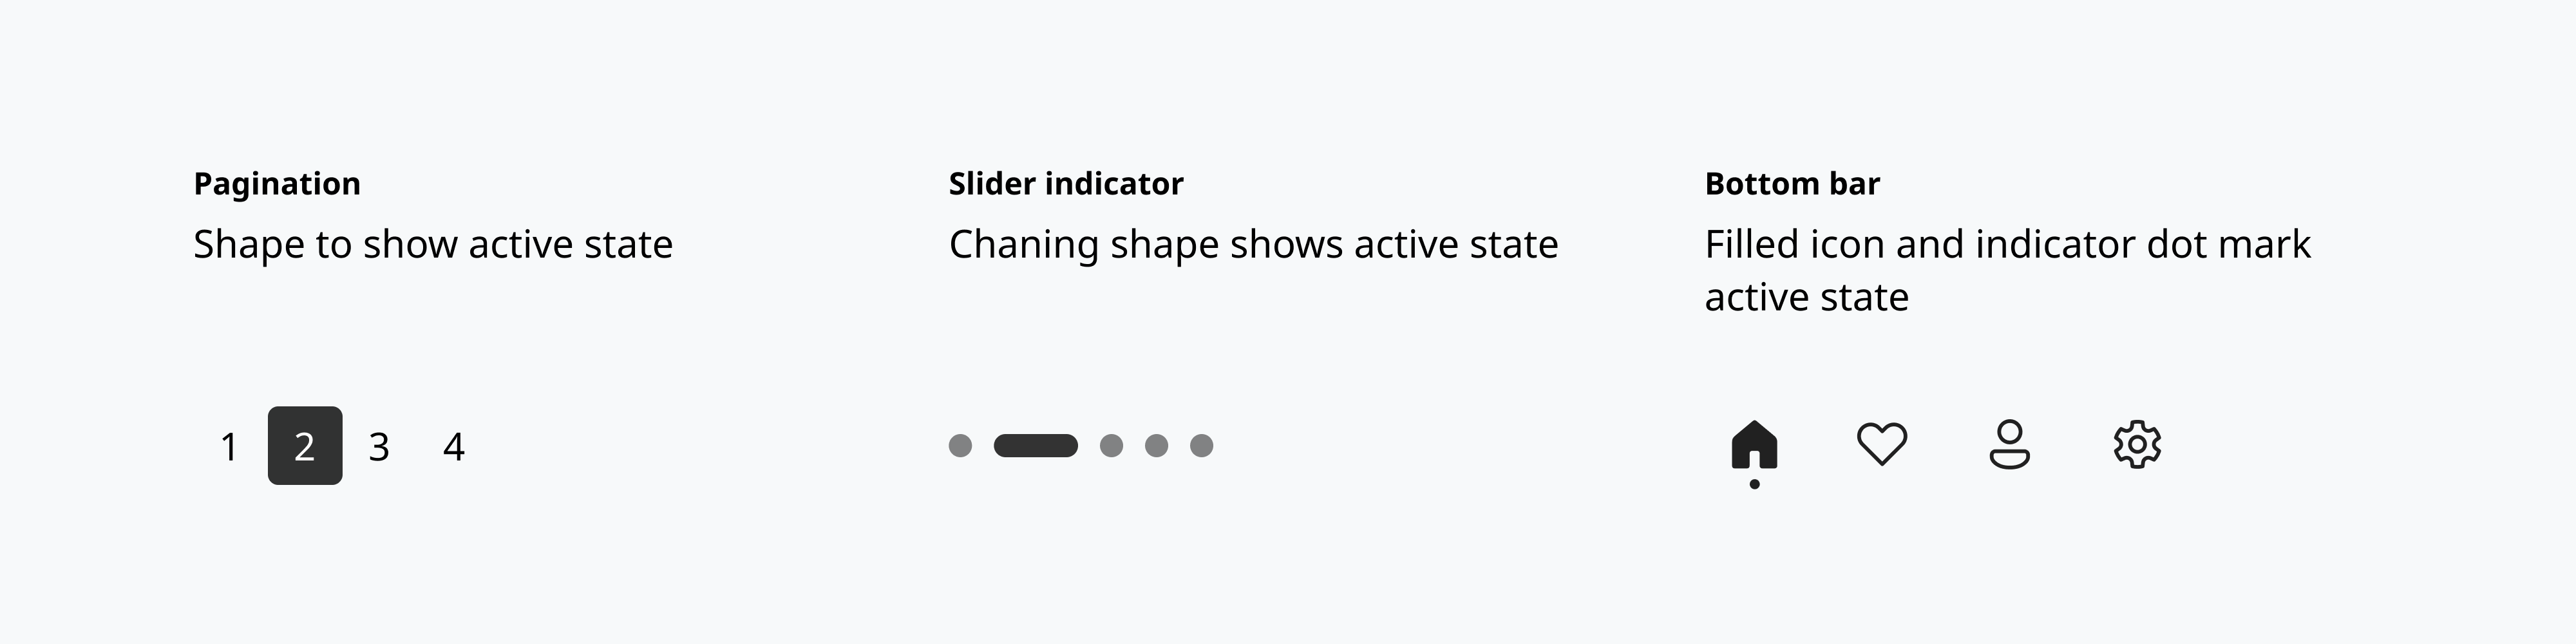 Pagination
Shape to show active state
1 2 3 4
Slider indicator
Chaning shape shows active state
Bottom bar
Filled icon and indicator dot mark
active state